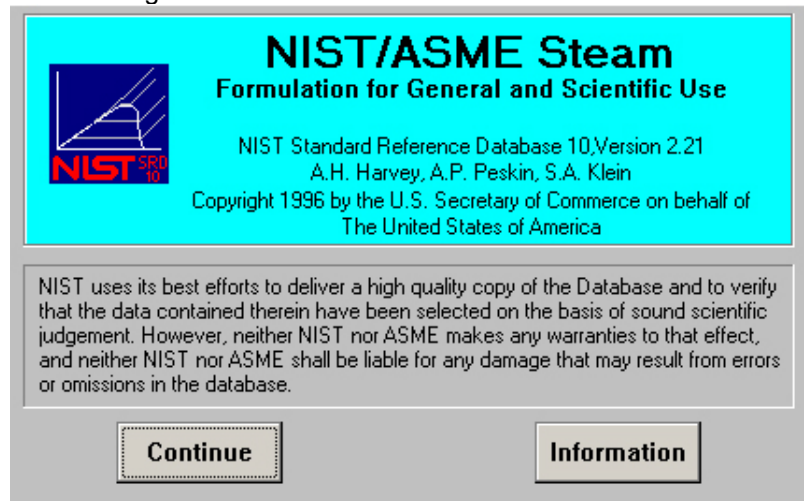 NIST/ASME Steam
Formulation for General and Scientific Use
NIST SRD
10
NIST Standard Reference Database 10,Version 2.21
A.H. Harvey, A.P. Peskin, S.A. Klein
Copyright 1996 by the U.S. Secretary of Commerce on behalf of
The United States of America
NIST uses its best efforts to deliver a high quality copy of the Database and to verify
that the data contained therein have been selected on the basis of sound scientific
judgement. However, neither NIST nor ASME makes any warranties to that effect,
and neither NIST nor ASME shall be liable for any damage that may result from errors
or omissions in the database.
Continue
Information